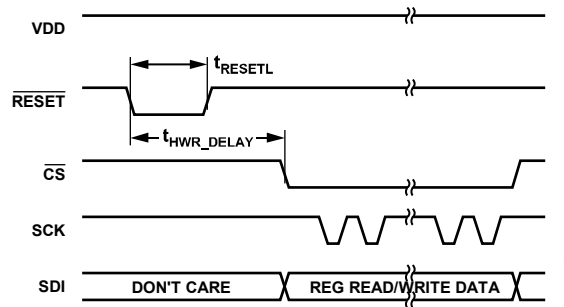 VDD
tRESETL
RESET
tHWR_DELAY
CS
SCK
SDI DON'T CARE REG READ/WRITE DATA